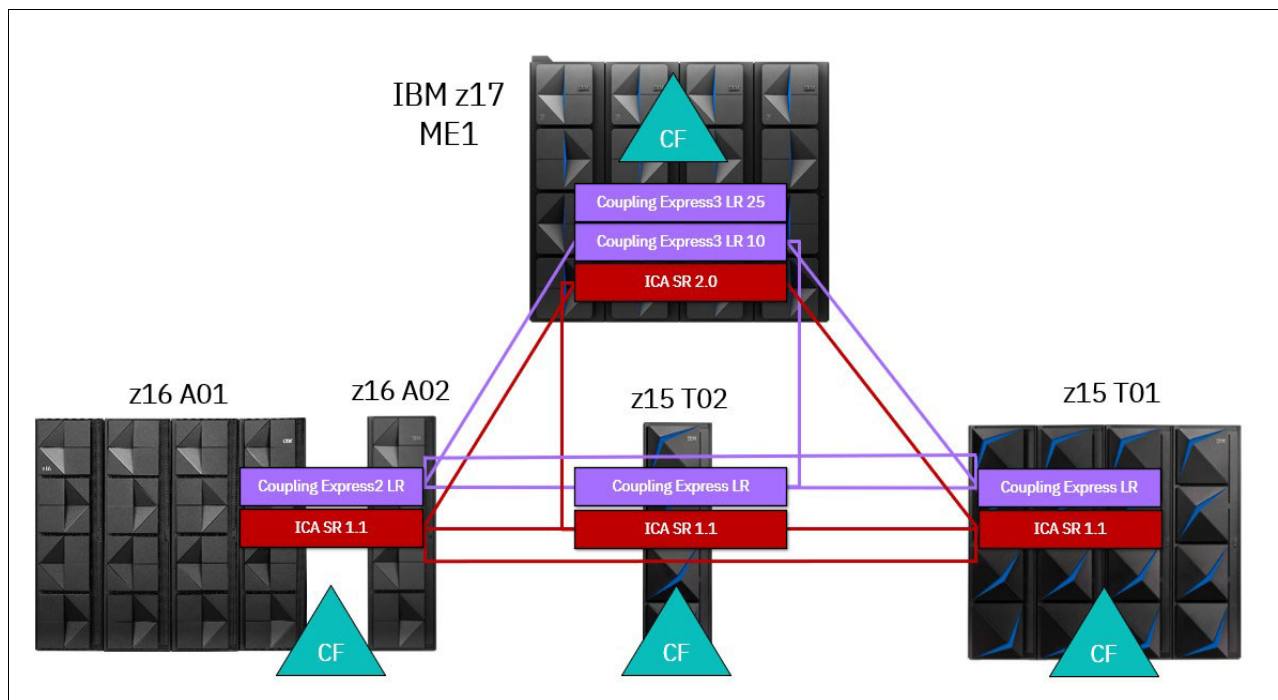 IBM z17
ME1
CF
Coupling Express3 LR 25
Coupling Express3 LR 10
ICA SR 2.0
z16 A01
z16 A02
z15 T02
z15 T01
Coupling Express2 LR
Coupling Express LR
Coupling Express LR
ICA SR 1.1
ICA SR 1.1
ICA SR 1.1
CF
CF
CF